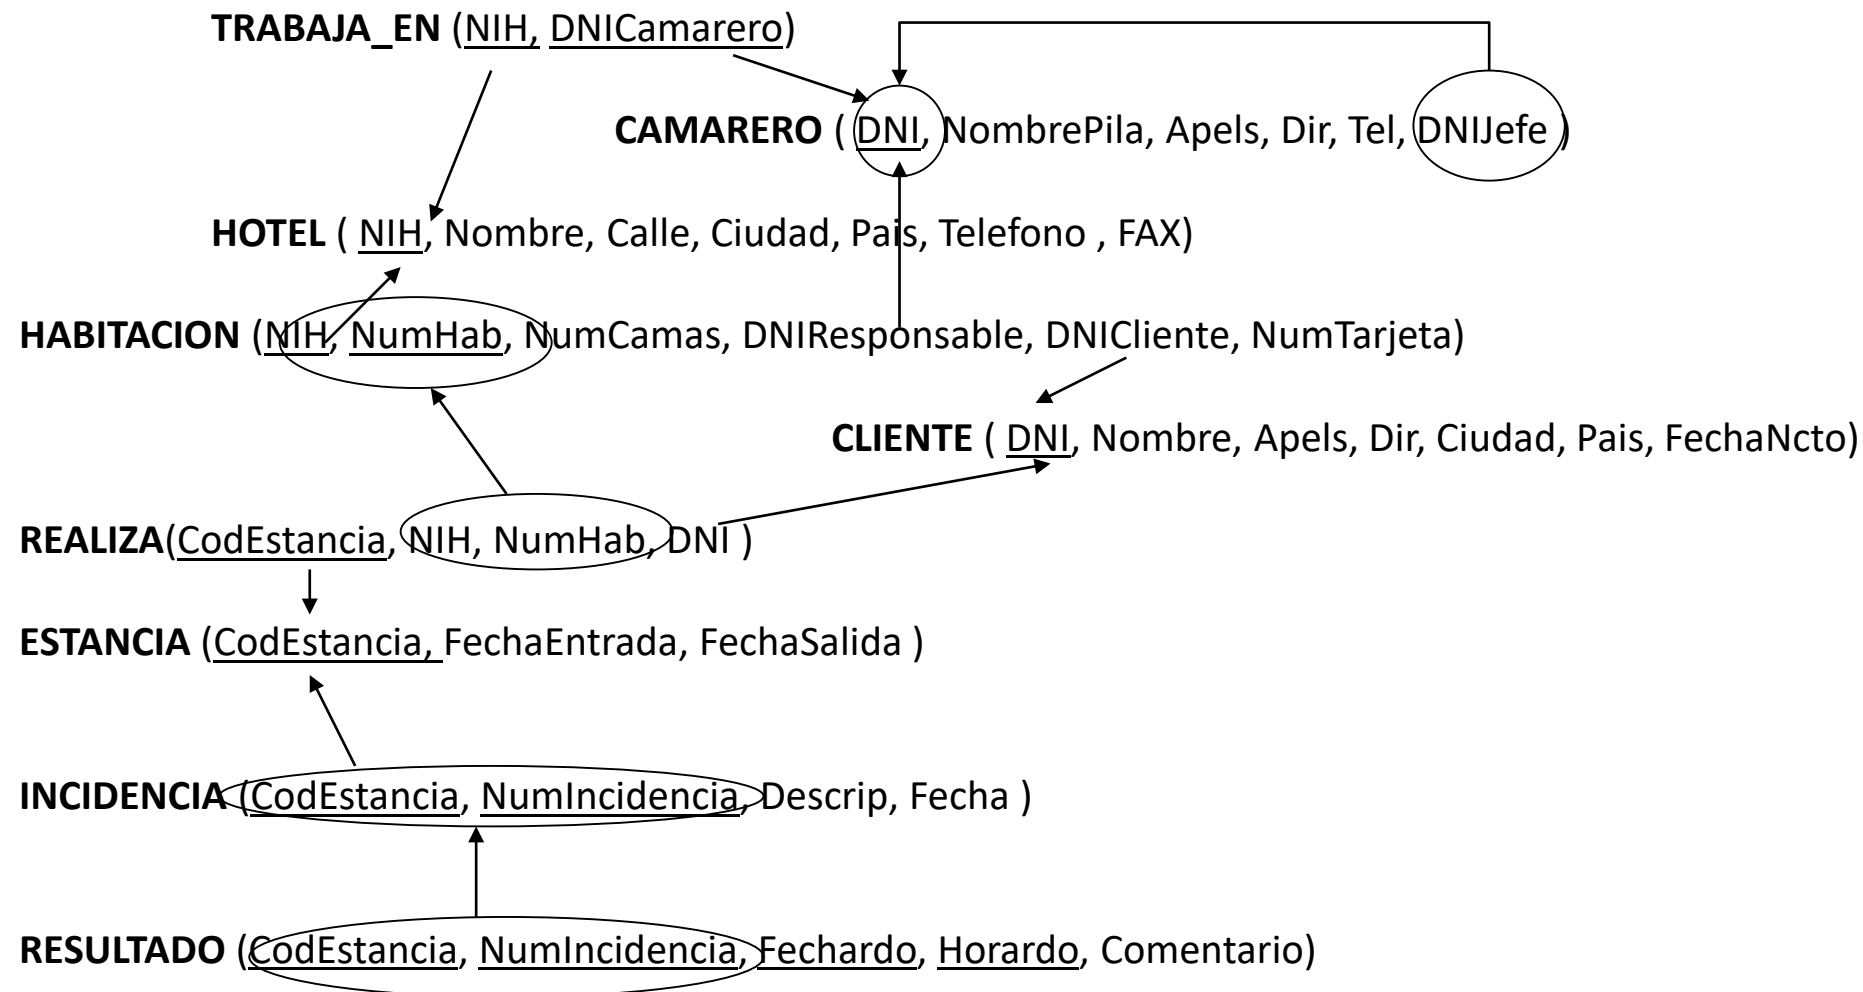 TRABAJA_EN (NIH, DNICamarero)
CAMARERO ( DNI, NombrePila, Apels, Dir, Tel, DNIJefe )
HOTEL ( NIH, Nombre, Calle, Ciudad, Pais, Telefono , FAX)
HABITACION (NIH, NumHab, NumCamas, DNIResponsable, DNICliente, NumTarjeta)
CLIENTE ( DNI, Nombre, Apels, Dir, Ciudad, Pais, FechaNcto)
REALIZA(CodEstancia, NIH, NumHab, DNI )
ESTANCIA (CodEstancia, FechaEntrada, FechaSalida )
INCIDENCIA (CodEstancia, NumIncidencia, Descrip, Fecha )
RESULTADO (CodEstancia, NumIncidencia, Fechardo, Horardo, Comentario)